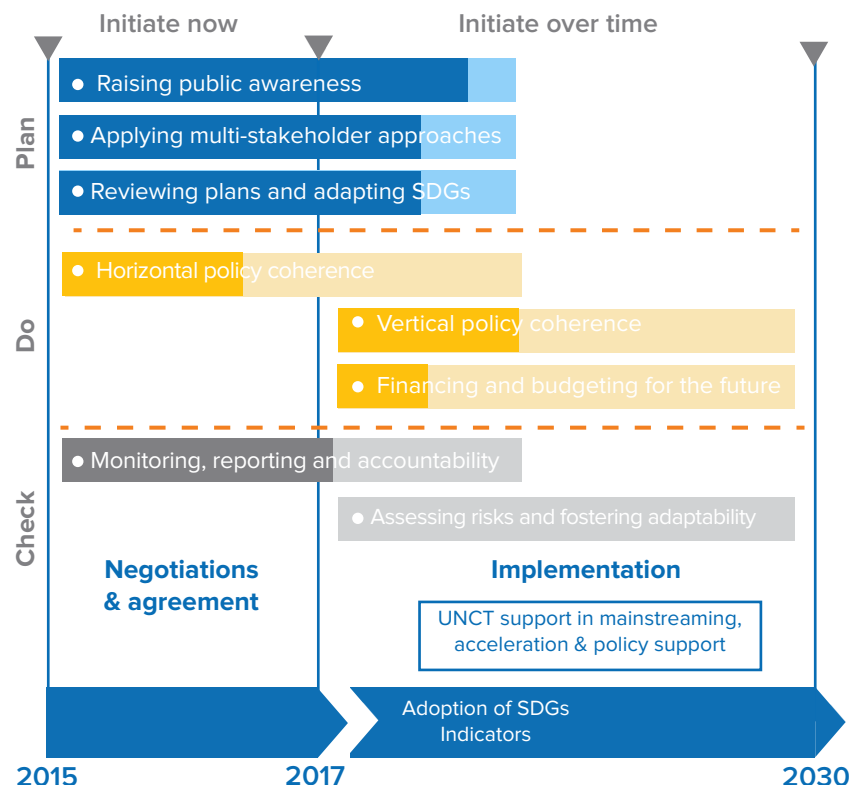 Initiate now
Initiate over time
Plan
Raising public awareness
Applying multi-stakeholder approaches
Reviewing plans and adapting SDGs
Do
Horizontal policy coherence
Vertical policy coherence
Financing and budgeting for the future
Check
Monitoring, reporting and accountability
Assessing risks and fostering adaptability
Negotiations
& agreement
Implementation
UNCT support in mainstreaming,
acceleration & policy support
Adoption of SDGs
Indicators
2015
2017
2030